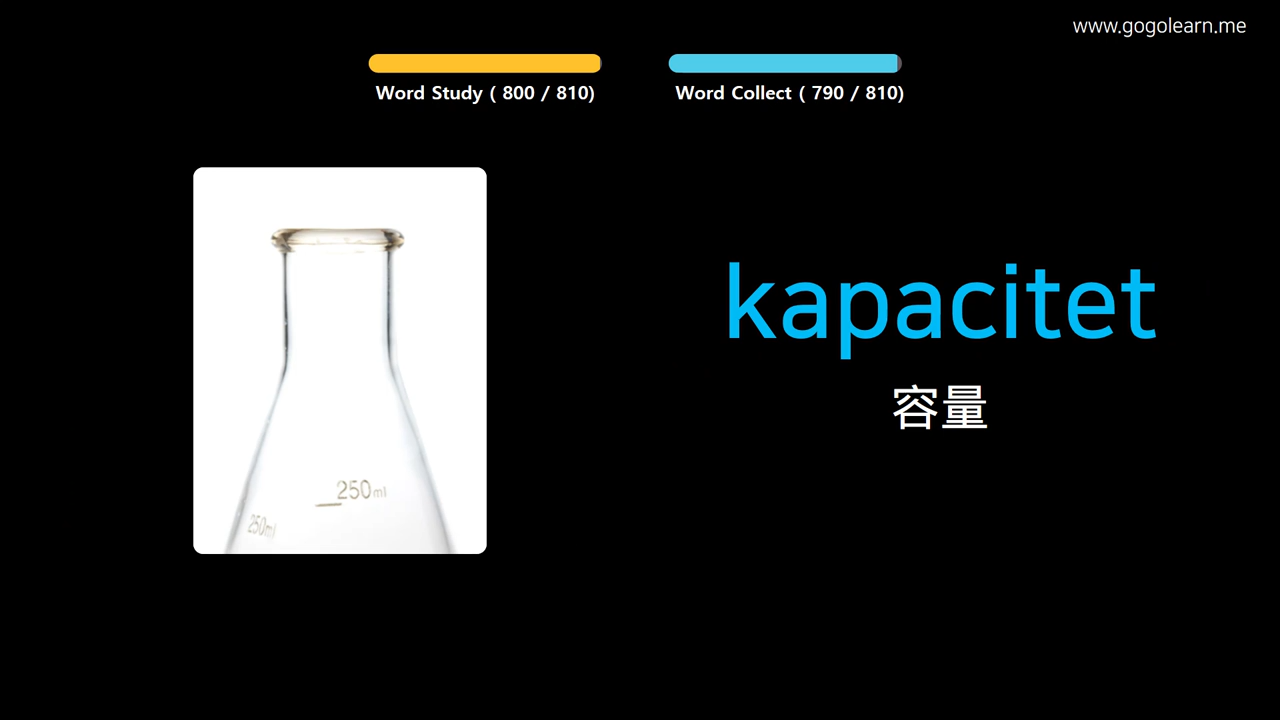 www.gogolearn.me
Word Study ( 800 / 810)
Word Collect ( 790 / 810)
kapacitet
容量
250ml
250ml